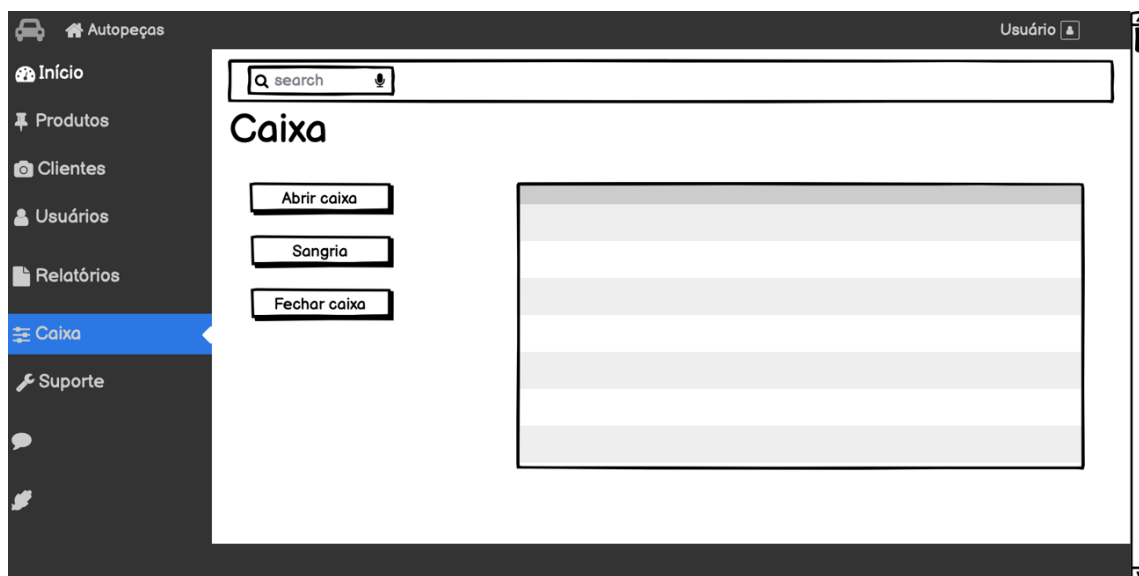 Autopeças
Usuário
Início
Produtos
Clientes
Usuários
Relatórios
Caixa
Suporte
search
Caixa
Abrir caixa
Sangria
Fechar caixa